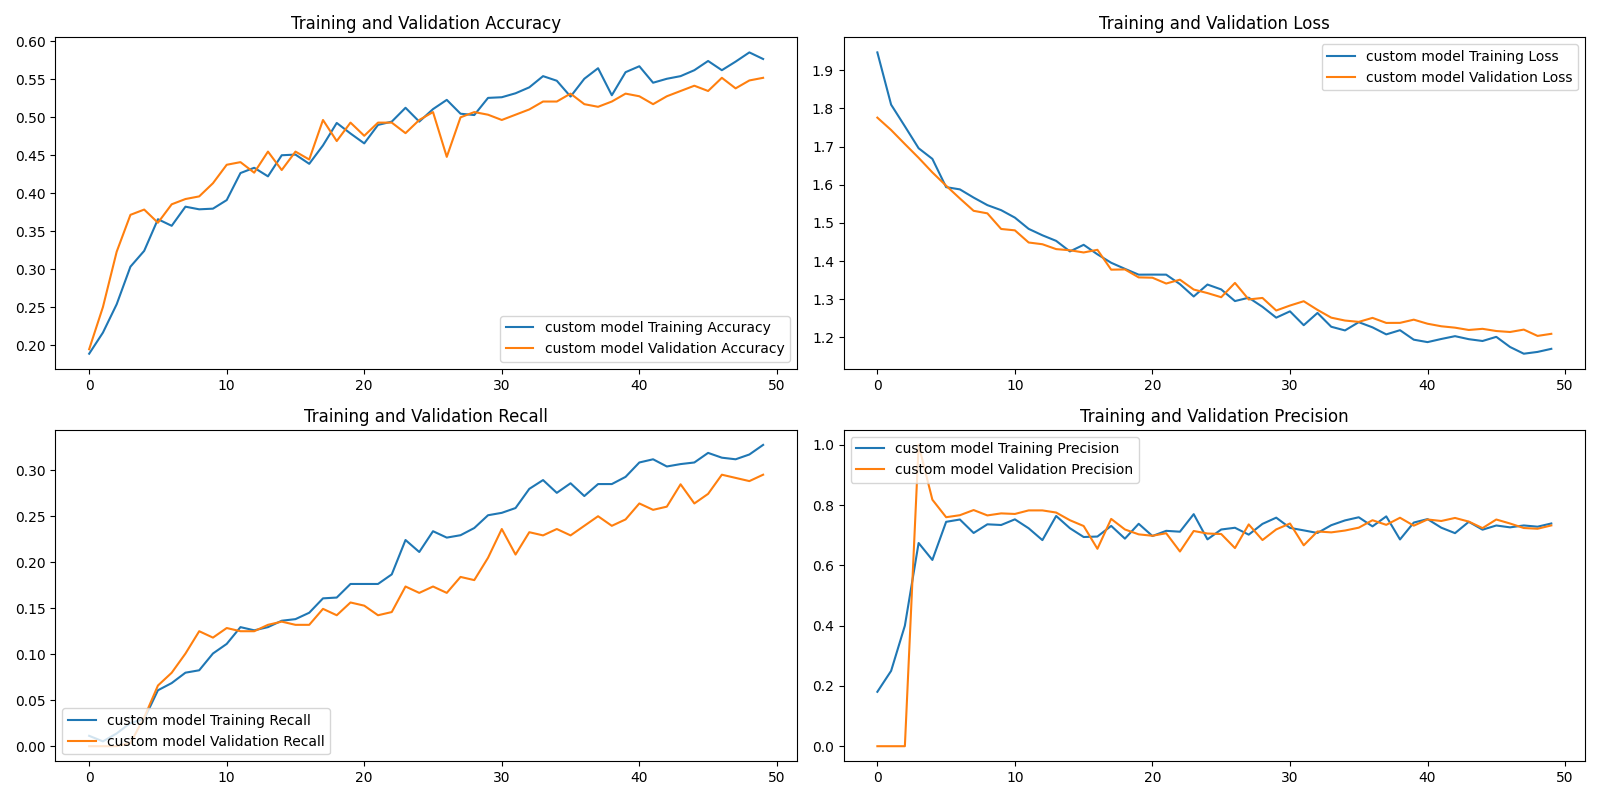 Training and Validation Accuracy
0.60
0.55
0.50
0.45
0.40
0.35
0.30
0.25
0.20
custom model Training Accuracy
custom model Validation Accuracy
0 10 20 30 40 50
Training and Validation Loss
1.9
1.8
1.7
1.6
1.5
1.4
1.3
1.2
custom model Training Loss
custom model Validation Loss
0 10 20 30 40 50
Training and Validation Recall
0.30
0.25
0.20
0.15
0.10
0.05
0.00
custom model Training Recall
custom model Validation Recall
0 10 20 30 40 50
Training and Validation Precision
1.0
0.8
0.6
0.4
0.2
0.0
custom model Training Precision
custom model Validation Precision
0 10 20 30 40 50